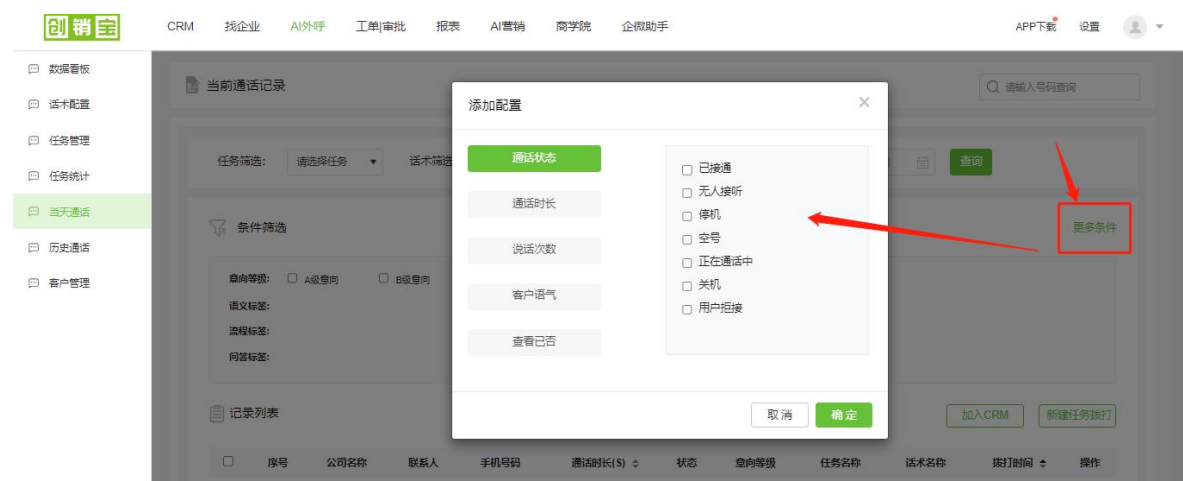 创销宝 CRM 找企业 AI外呼 工单|审批 报表 AI营销 商学院 企微助手 APP下载 设置
数据看板
当前通话记录 请输入号码查询
添加配置
话术配置
任务管理
任务筛选: 请选择任务 话术筛选 通话状态 已接通 查询
无人接听
任务统计
通话时长 停机
当天通话
条件筛选 更多条件
空号
历史通话 说话次数
正在通话中
客户管理
意向等级: A级意向 B级意向 关机
客户语气
语义标签: 用户拒接
流程标签:
查看已否
问答标签:
记录列表 取消 确定 加入CRM 新建任务拨打
序号 公司名称 联系人 手机号码 通话时长(S) 状态 意向等级 任务名称 话术名称 拨打时间 操作